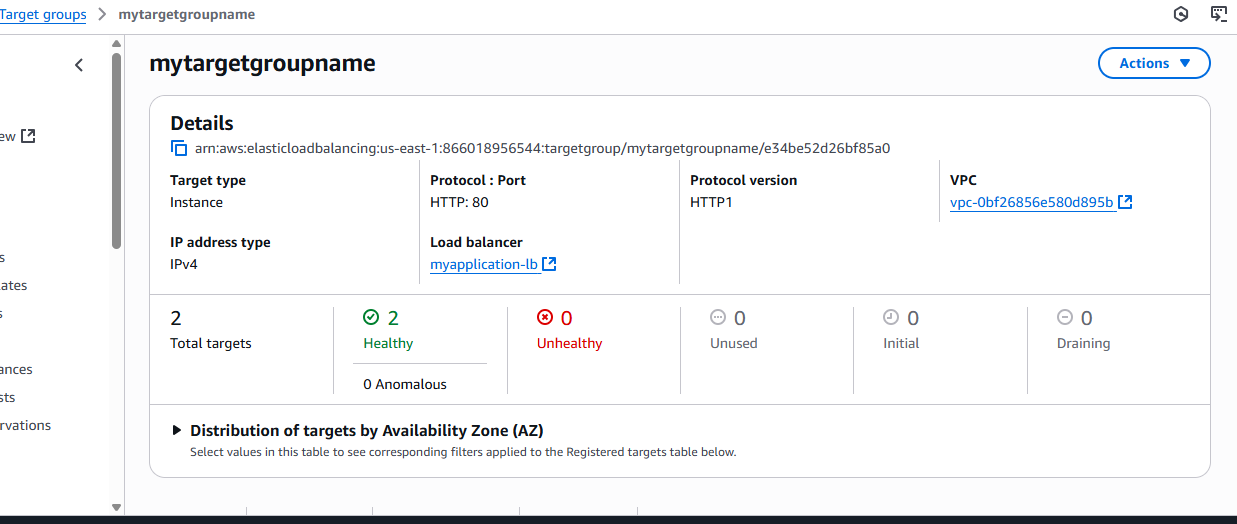 Target groups > mytargetgroupname
mytargetgroupname
Actions
ew
s
ates
s
ances
sts
rvations
Details
arn:aws:elasticloadbalancing:us-east-1:866018956544:targetgroup/mytargetgroupname/e34be52d26bf85a0
Target type
Instance
Protocol : Port
HTTP: 80
Protocol version
HTTP1
VPC
vpc-0bf26856e580d895b
IP address type
IPv4
Load balancer
myapplication-lb
2
Total targets
2
Healthy
0 Anomalous
0
Unhealthy
0
Unused
0
Initial
0
Draining
Distribution of targets by Availability Zone (AZ)
Select values in this table to see corresponding filters applied to the Registered targets table below.